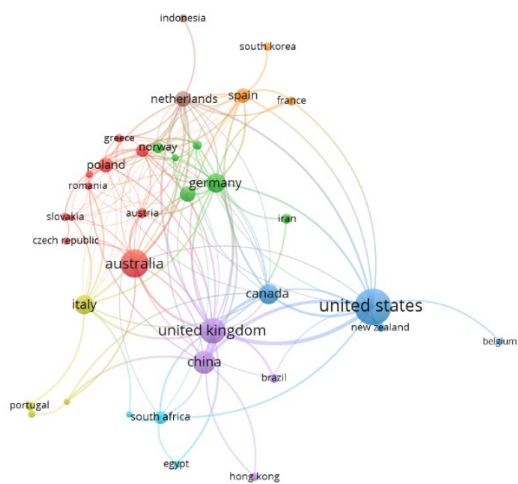 indonesia
south korea
netherlands
spain
france
greece
norway
poland
germany
romania
slovakia
austria
iran
czech republic
australia
canada
italy
united states
united kingdom
new zealand
belgium
china
brazil
portugal
south africa
egypt
hong kong